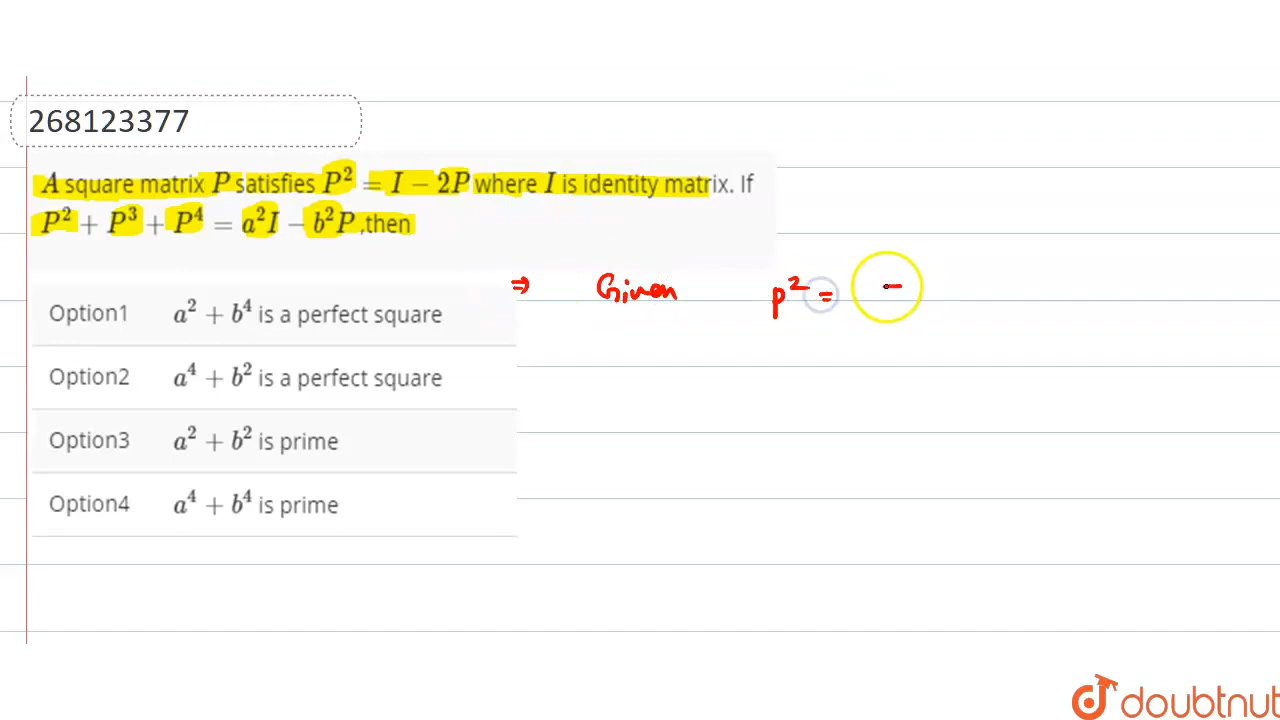 268123377
A square matrix P satisfies P² = I − 2P where I is identity matrix. If
P² + P³ + P⁴ = a²I − b²P ,then
⇒ Given P² = -
Option1 a² + b⁴ is a perfect square
Option2 a⁴ + b² is a perfect square
Option3 a² + b² is prime
Option4 a⁴ + b⁴ is prime
doubtnut